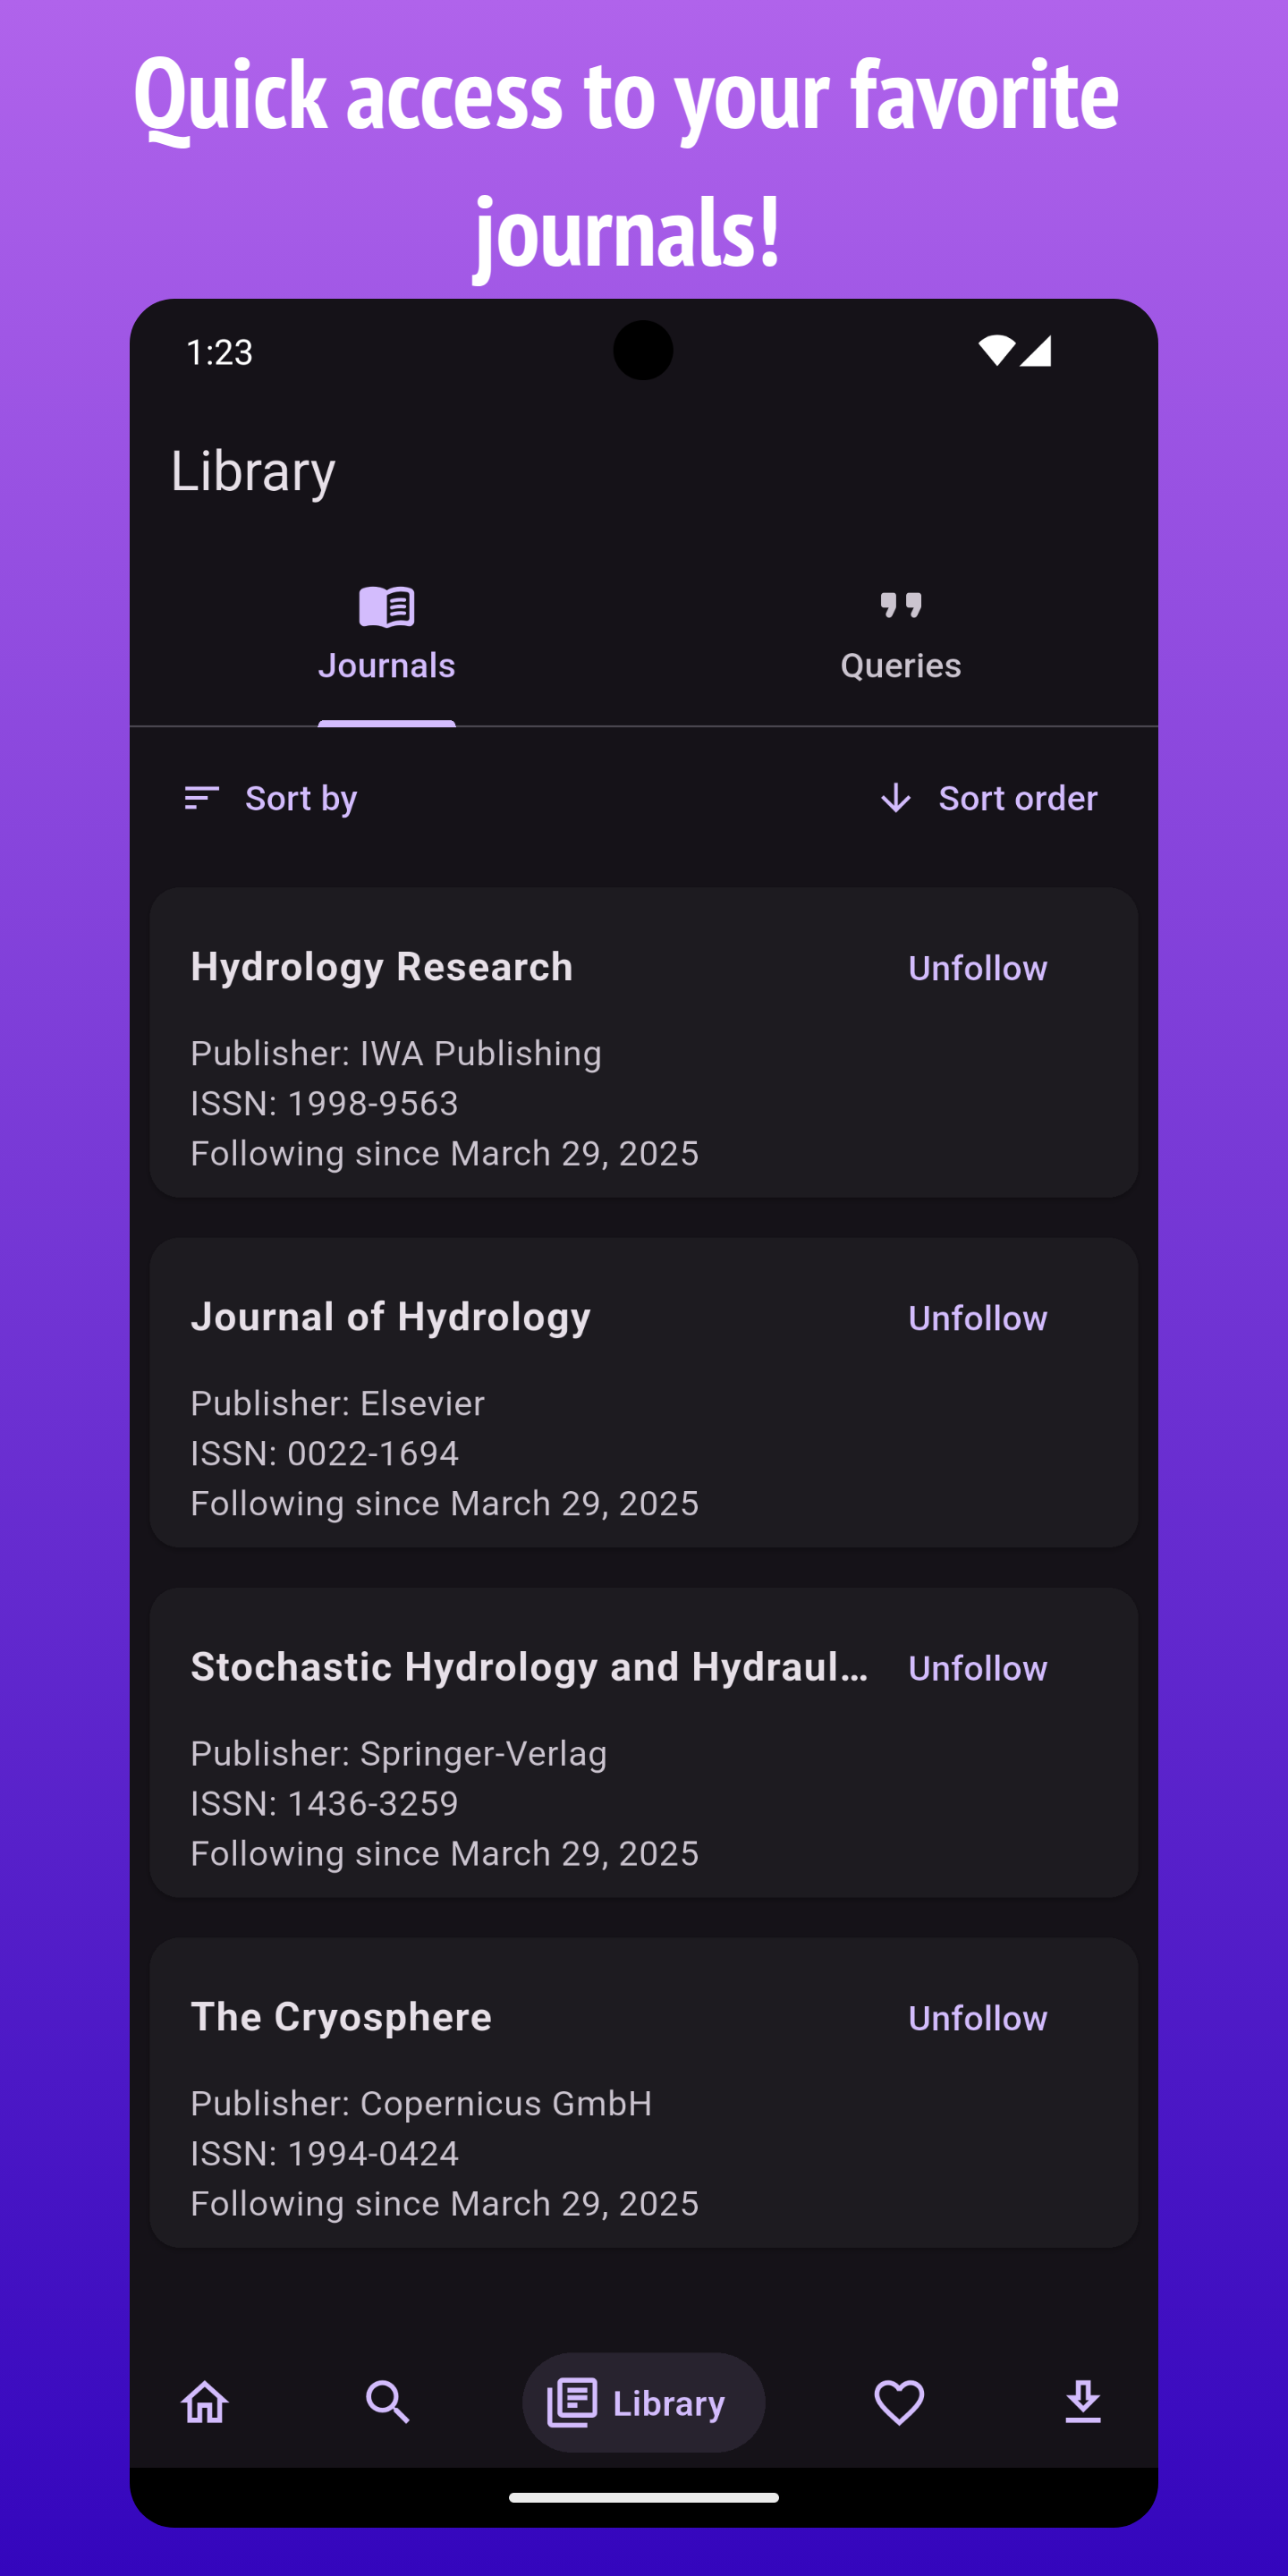 Quick access to your favorite
journals!
1:23
Library
Journals
Queries
Sort by
Sort order
Hydrology Research
Unfollow
Publisher: IWA Publishing
ISSN: 1998-9563
Following since March 29, 2025
Journal of Hydrology
Unfollow
Publisher: Elsevier
ISSN: 0022-1694
Following since March 29, 2025
Stochastic Hydrology and Hydraul...
Unfollow
Publisher: Springer-Verlag
ISSN: 1436-3259
Following since March 29, 2025
The Cryosphere
Unfollow
Publisher: Copernicus GmbH
ISSN: 1994-0424
Following since March 29, 2025
Library